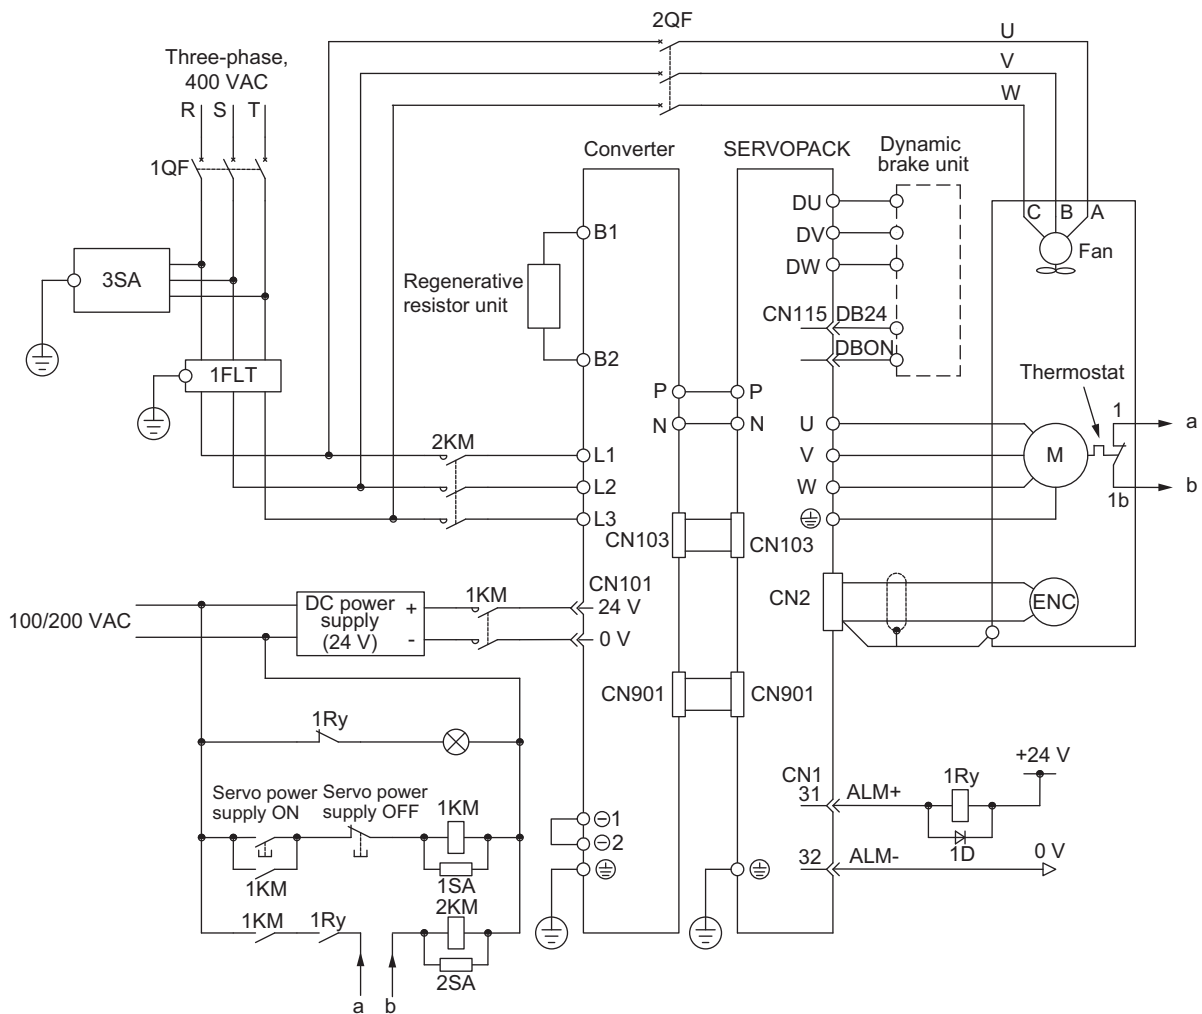 2QF
U
V
W
Three-phase,
400 VAC
R S T
1QF
3SA
1FLT
Converter
SERVOPACK
Dynamic
brake unit
B1
Regenerative
resistor unit
B2
DU
DV
DW
CN115 DB24
DBON
C B A
Fan
P P
N N
Thermostat
1
a
U
V
W
M
1b
b
2KM
L1
L2
L3
CN103
CN103
CN101
100/200 VAC
DC power
supply
(24 V)
+
-
1KM
24 V
0 V
CN2
ENC
CN901
CN901
1Ry
Servo power
supply ON
Servo power
supply OFF
1KM
1KM
1SA
2KM
1KM
1Ry
2SA
a b
1
2
CN1
31 ALM+
1Ry
+24 V
1D
32 ALM-
0 V